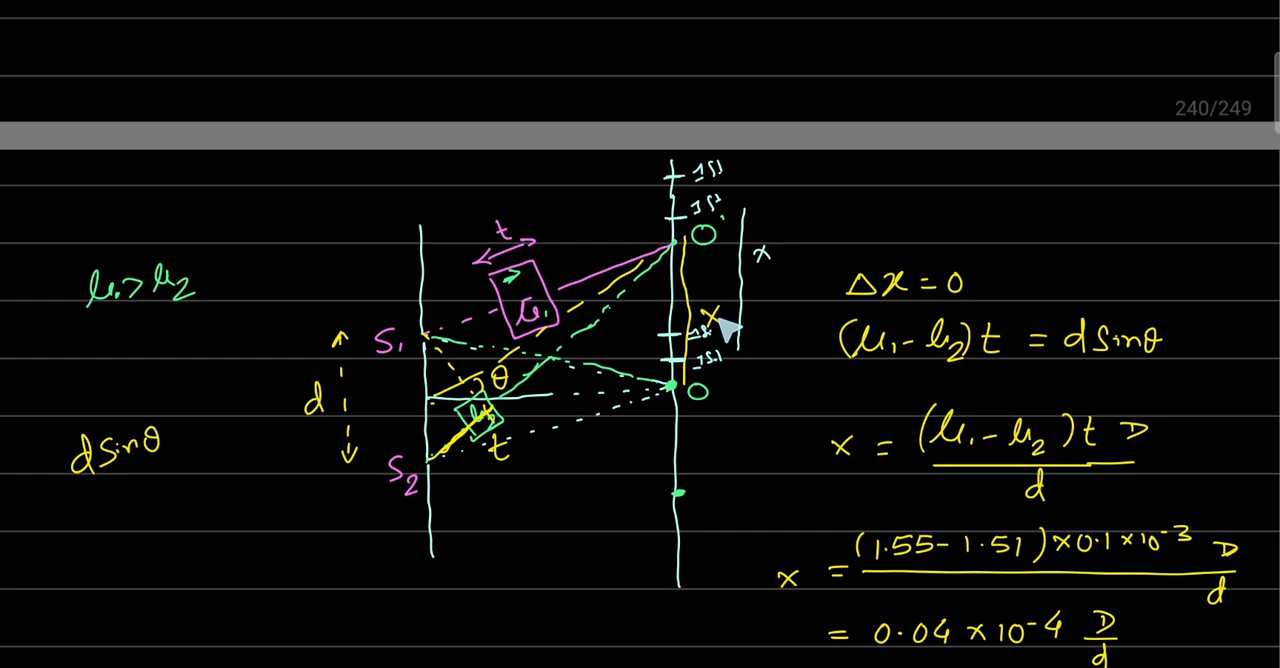 240/249
t
μ₁ > μ₂
μ₁
O'
x
x
S₁
θ
d
μ₂
t
O
d sinθ
S₂
Δx = 0
(μ₁ - μ₂)t = d sinθ
x = (μ₁ - μ₂)t D / d
x = (1.55 - 1.51) × 0.1 × 10⁻³ D / d
= 0.04 × 10⁻⁴ D / d